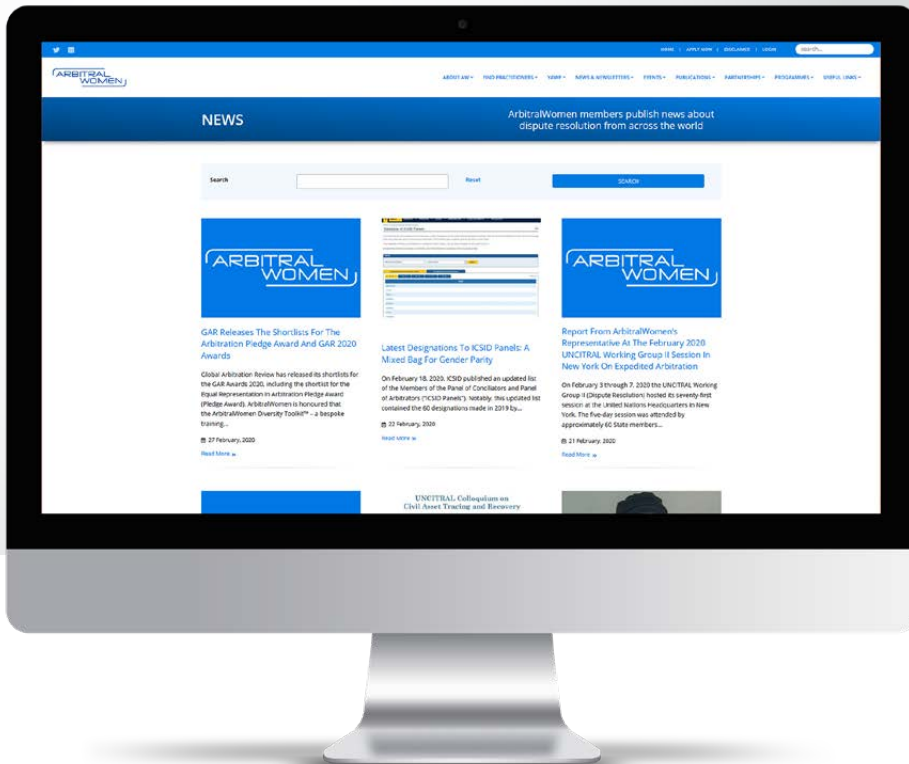 HOME | APPLY NOW | DISCLAIMER | LOGIN
search...
ARBITRAL
WOMEN
ABOUT AW FIND PRACTITIONERS YAWP NEWS & NEWSLETTERS EVENTS PUBLICATIONS PARTNERSHIPS PROGRAMMES USEFUL LINKS
NEWS
ArbitralWomen members publish news about
dispute resolution from across the world
Search
Reset
SEARCH
ARBITRAL
WOMEN
GAR Releases The Shortlists For The
Arbitration Pledge Award And GAR 2020
Awards
Global Arbitration Review has released its shortlists for
the GAR Awards 2020, including the shortlist for the
Equal Representation in Arbitration Pledge Award
(Pledge Award). ArbitralWomen is honoured that
the ArbitralWomen Diversity Toolkit™ – a bespoke
training...
27 February, 2020
Read More »
Latest Designations To ICSID Panels: A
Mixed Bag For Gender Parity
On February 18, 2020, ICSID published an updated list
of the Members of the Panel of Conciliators and Panel
of Arbitrators ("ICSID Panels"). Notably, this updated list
contained the 60 designations made in 2019 by...
22 February, 2020
Read More »
ARBITRAL
WOMEN
Report From ArbitralWomen's
Representative At The February 2020
UNCITRAL Working Group II Session In
New York On Expedited Arbitration
On February 3 through 7, 2020 the UNCITRAL Working
Group II (Dispute Resolution) hosted its seventy-first
session at the United Nations Headquarters in New
York. The five-day session was attended by
approximately 60 State members...
21 February, 2020
Read More »
UNCITRAL Colloquium on
Civil Asset Tracing and Recovery